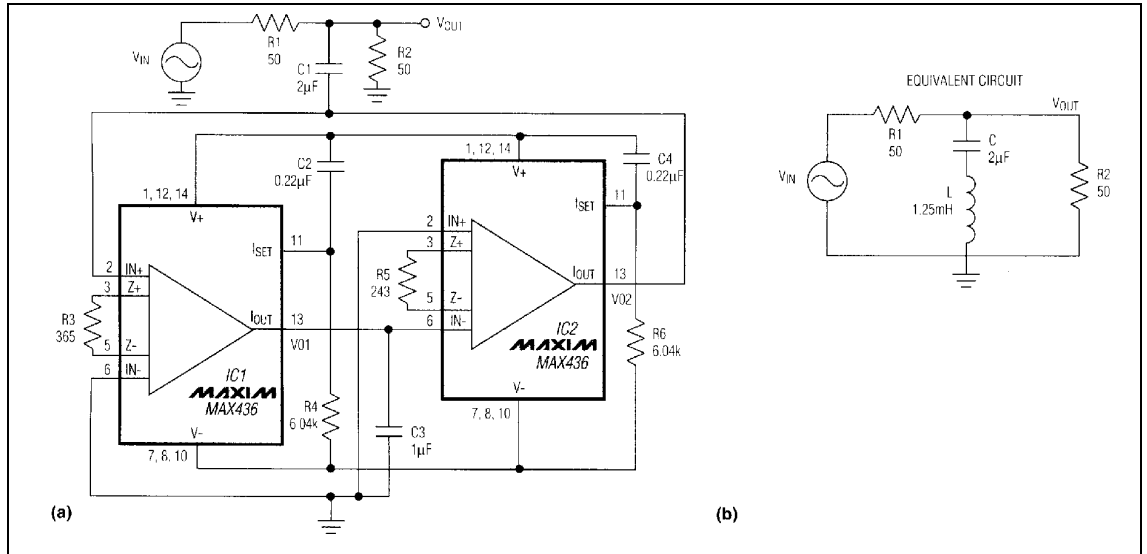 VIN
R1
50
C1
2µF
VOUT
R2
50
1, 12, 14
V+
C2
0.22µF
ISET
11
2
IN+
3
Z+
R3
365
5
Z-
6
IN-
IOUT
13
V01
IC1
MAXIM
MAX436
V-
7, 8, 10
R4
6.04k
C3
1µF
1, 12, 14
V+
C4
0.22µF
11
ISET
2
IN+
3
Z+
R5
243
5
Z-
6
IN-
IOUT
13
V02
IC2
MAXIM
MAX436
V-
7, 8, 10
R6
6.04k
(a)
EQUIVALENT CIRCUIT
VIN
R1
50
VOUT
C
2µF
L
1.25mH
R2
50
(b)